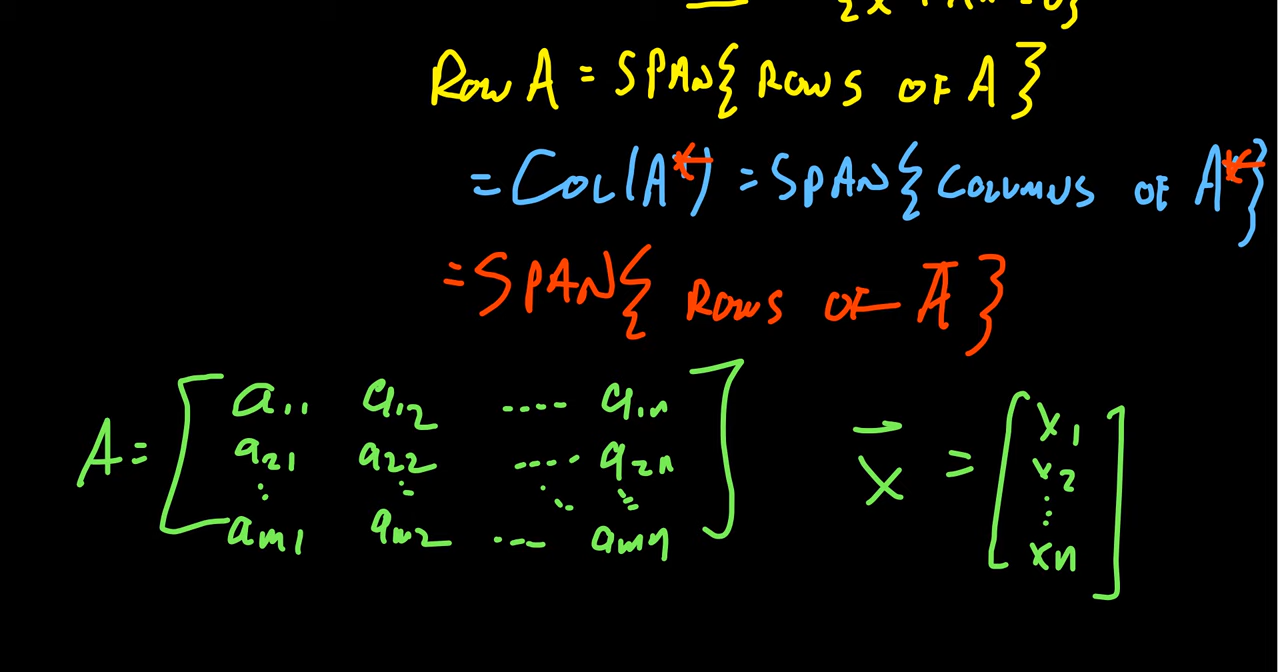 Row A = SPAN{ ROWS OF A }
= COL(A*) = SPAN{ COLUMNS OF A* }
= SPAN{ ROWS OF Ā }
A = [ a11 a12 .... a1n
a21 a22 .... a2n
⋮ ⋮ ⋱ ⋮
am1 am2 ... amn ]
x⃗ = [ x1
x2
⋮
xn ]